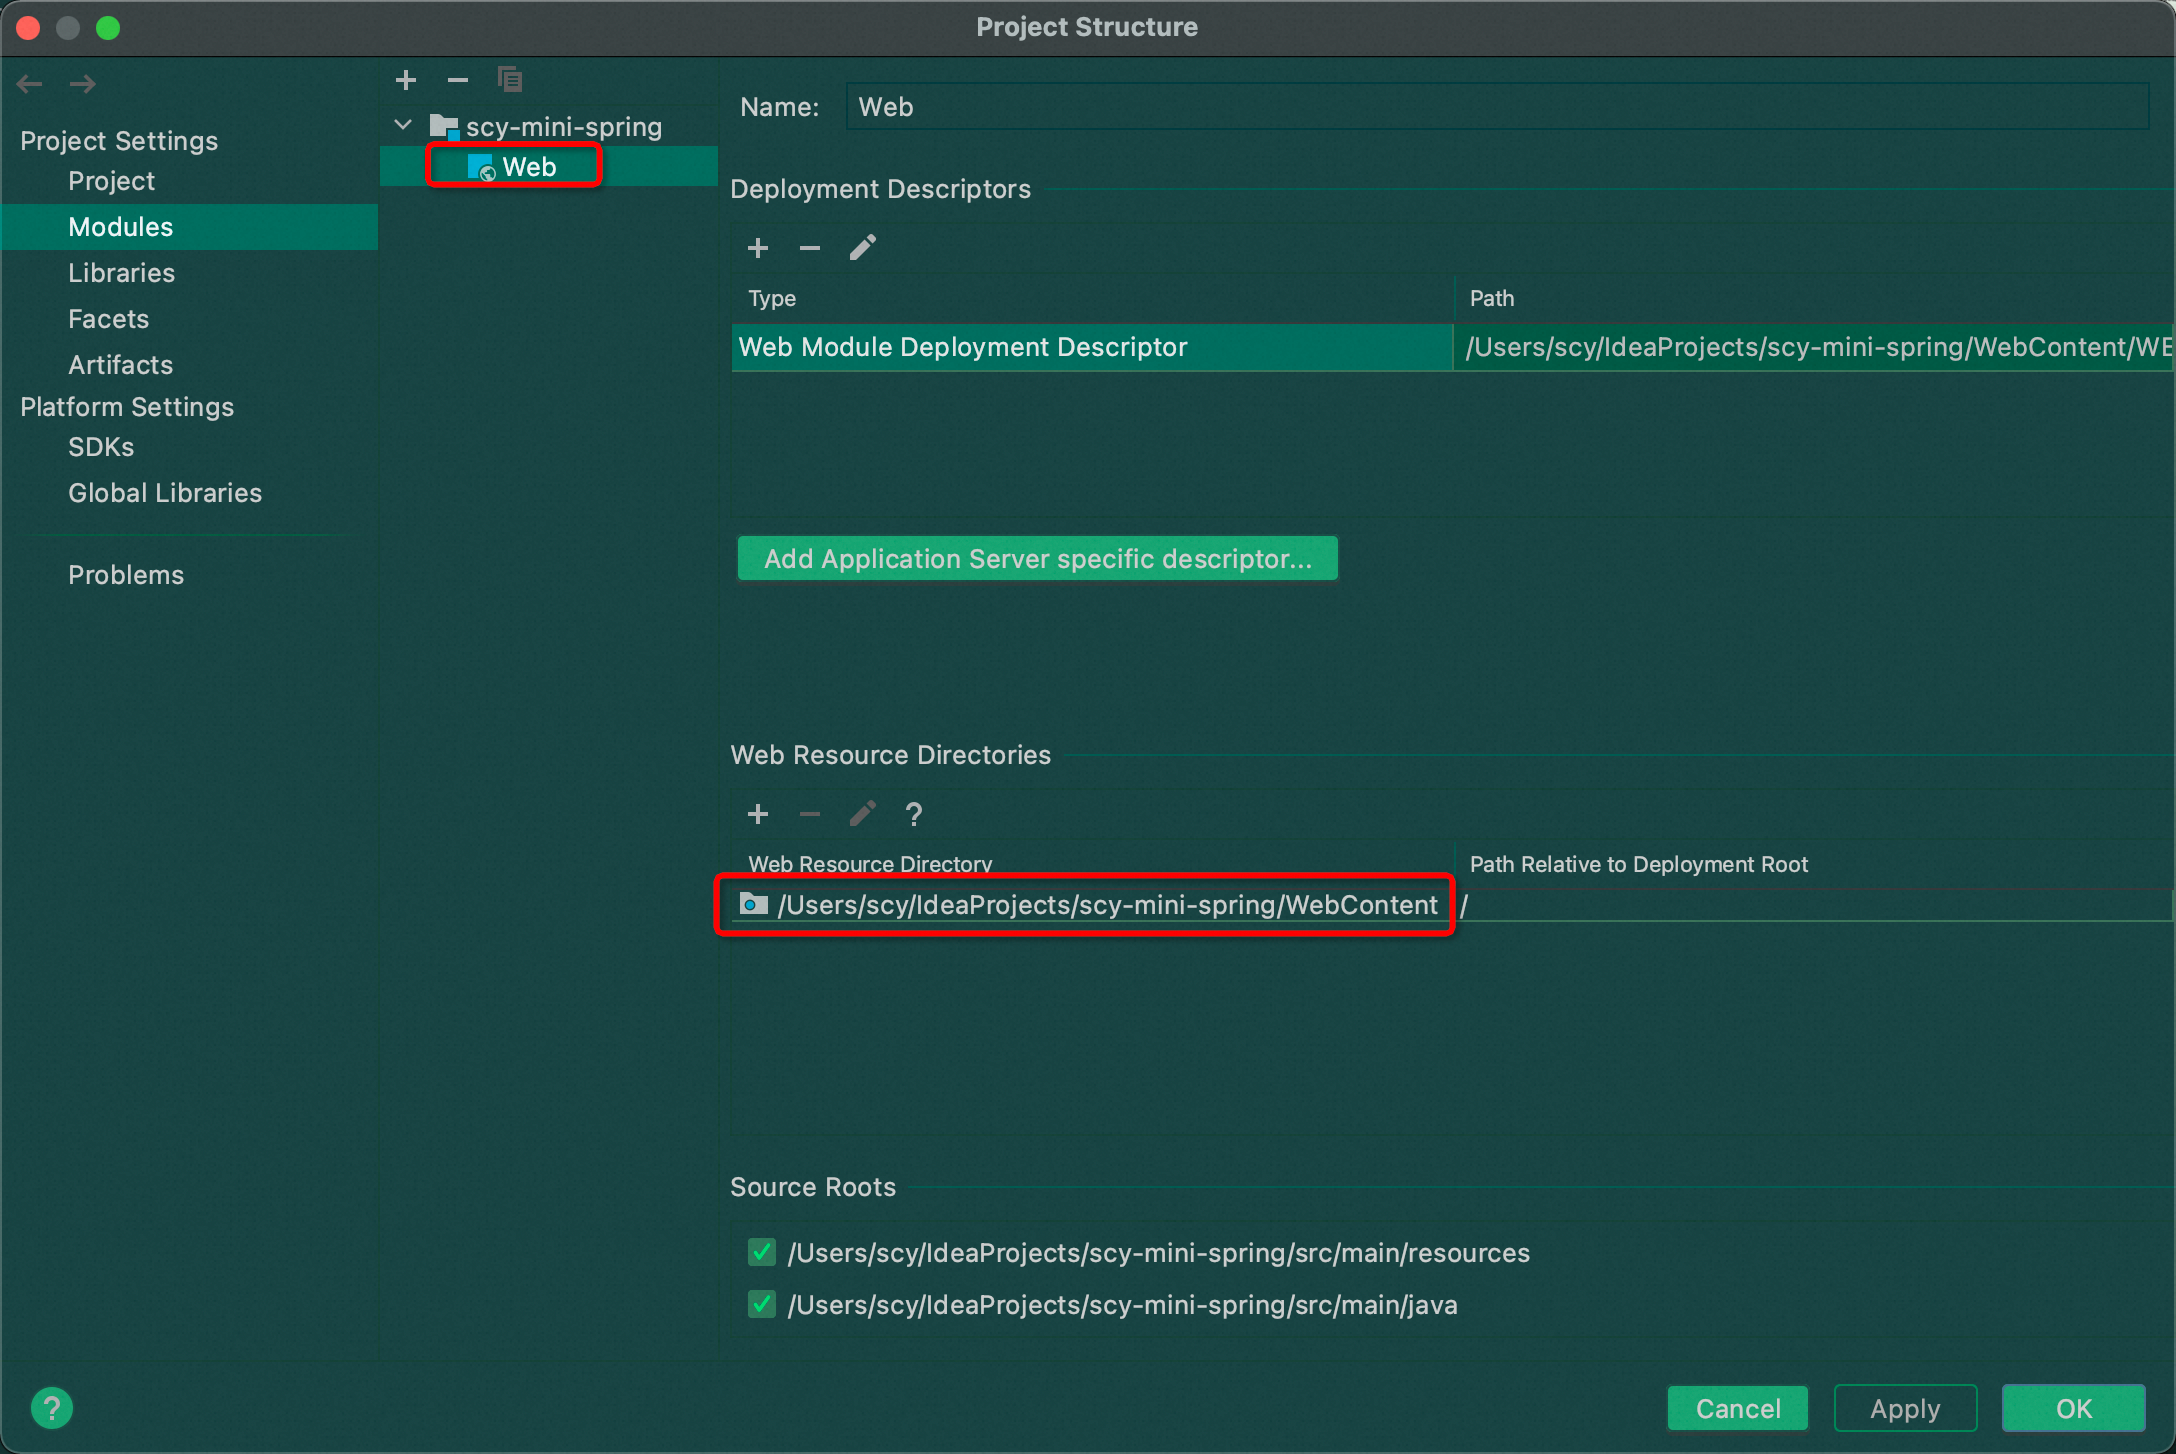 Project Structure
Project Settings
Project
Modules
Libraries
Facets
Artifacts
Platform Settings
SDKs
Global Libraries
Problems
scy-mini-spring
Web
Name: Web
Deployment Descriptors
Type Path
Web Module Deployment Descriptor /Users/scy/IdeaProjects/scy-mini-spring/WebContent/WE
Add Application Server specific descriptor...
Web Resource Directories
?
Web Resource Directory Path Relative to Deployment Root
/Users/scy/IdeaProjects/scy-mini-spring/WebContent /
Source Roots
/Users/scy/IdeaProjects/scy-mini-spring/src/main/resources
/Users/scy/IdeaProjects/scy-mini-spring/src/main/java
? Cancel Apply OK